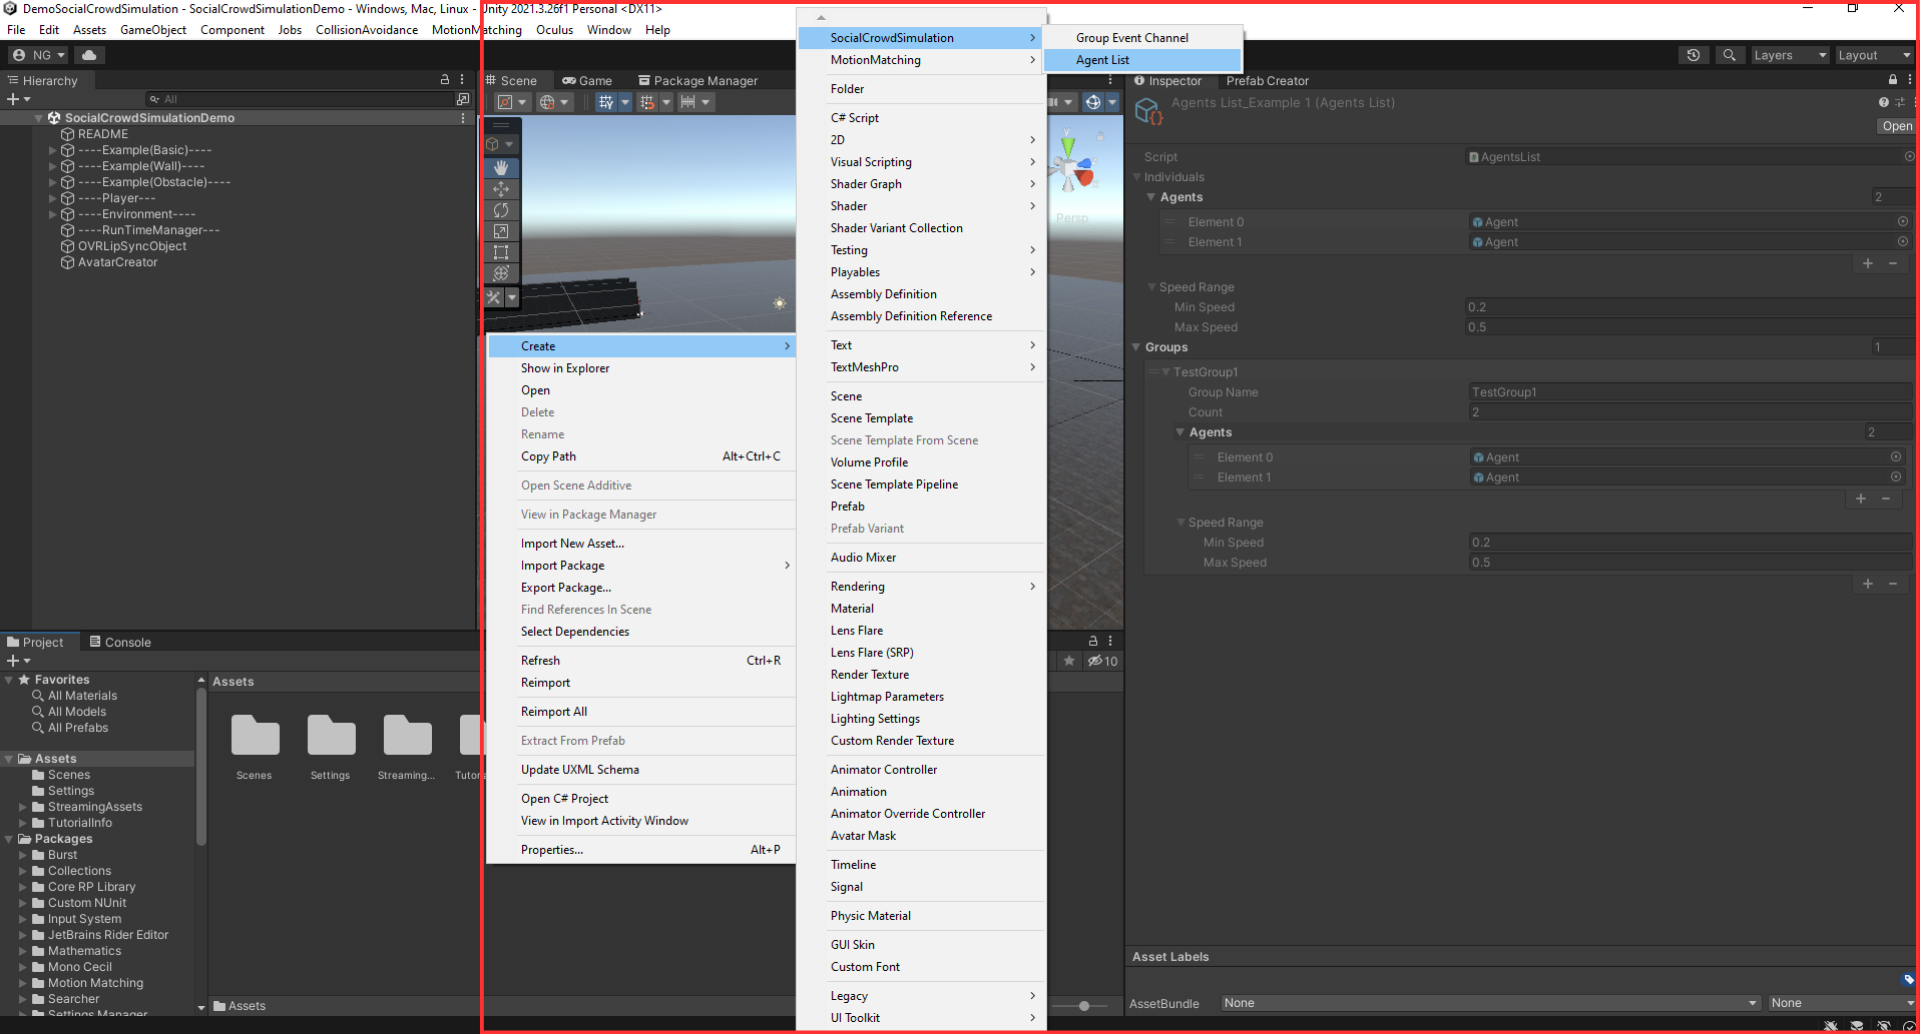 DemoSocialCrowdSimulation - SocialCrowdSimulationDemo - Windows, Mac, Linux - Unity 2021.3.26f1 Personal <DX11>
File Edit Assets GameObject Component Jobs CollisionAvoidance MotionMatching Oculus Window Help
NG
Layers
Layout
Hierarchy
All
SocialCrowdSimulationDemo
README
----Example(Basic)----
----Example(Wall)----
----Example(Obstacle)----
----Player---
----Environment----
----RunTimeManager---
OVRLipSyncObject
AvatarCreator
Scene
Game
Package Manager
Persp
Create
Show in Explorer
Open
Delete
Rename
Copy Path Alt+Ctrl+C
Open Scene Additive
View in Package Manager
Import New Asset...
Import Package
Export Package...
Find References In Scene
Select Dependencies
Refresh Ctrl+R
Reimport
Reimport All
Extract From Prefab
Update UXML Schema
Open C# Project
View in Import Activity Window
Properties... Alt+P
SocialCrowdSimulation
MotionMatching
Folder
C# Script
2D
Visual Scripting
Shader Graph
Shader
Shader Variant Collection
Testing
Playables
Assembly Definition
Assembly Definition Reference
Text
TextMeshPro
Scene
Scene Template
Scene Template From Scene
Volume Profile
Scene Template Pipeline
Prefab
Prefab Variant
Audio Mixer
Rendering
Material
Lens Flare
Lens Flare (SRP)
Render Texture
Lightmap Parameters
Lighting Settings
Custom Render Texture
Animator Controller
Animation
Animator Override Controller
Avatar Mask
Timeline
Signal
Physic Material
GUI Skin
Custom Font
Legacy
UI Toolkit
Group Event Channel
Agent List
Inspector
Prefab Creator
Agents List_Example 1 (Agents List)
Open
Script AgentsList
Individuals
Agents 2
Element 0 Agent
Element 1 Agent
Speed Range
Min Speed 0.2
Max Speed 0.5
Groups 1
TestGroup1
Group Name TestGroup1
Count 2
Agents 2
Element 0 Agent
Element 1 Agent
Speed Range
Min Speed 0.2
Max Speed 0.5
Asset Labels
AssetBundle None None
Project
Console
10
Favorites
All Materials
All Models
All Prefabs
Assets
Scenes
Settings
StreamingAssets
TutorialInfo
Packages
Burst
Collections
Core RP Library
Custom NUnit
Input System
JetBrains Rider Editor
Mathematics
Mono Cecil
Motion Matching
Searcher
Settings Manager
Assets
Scenes
Settings
Streaming...
Tutori
Assets